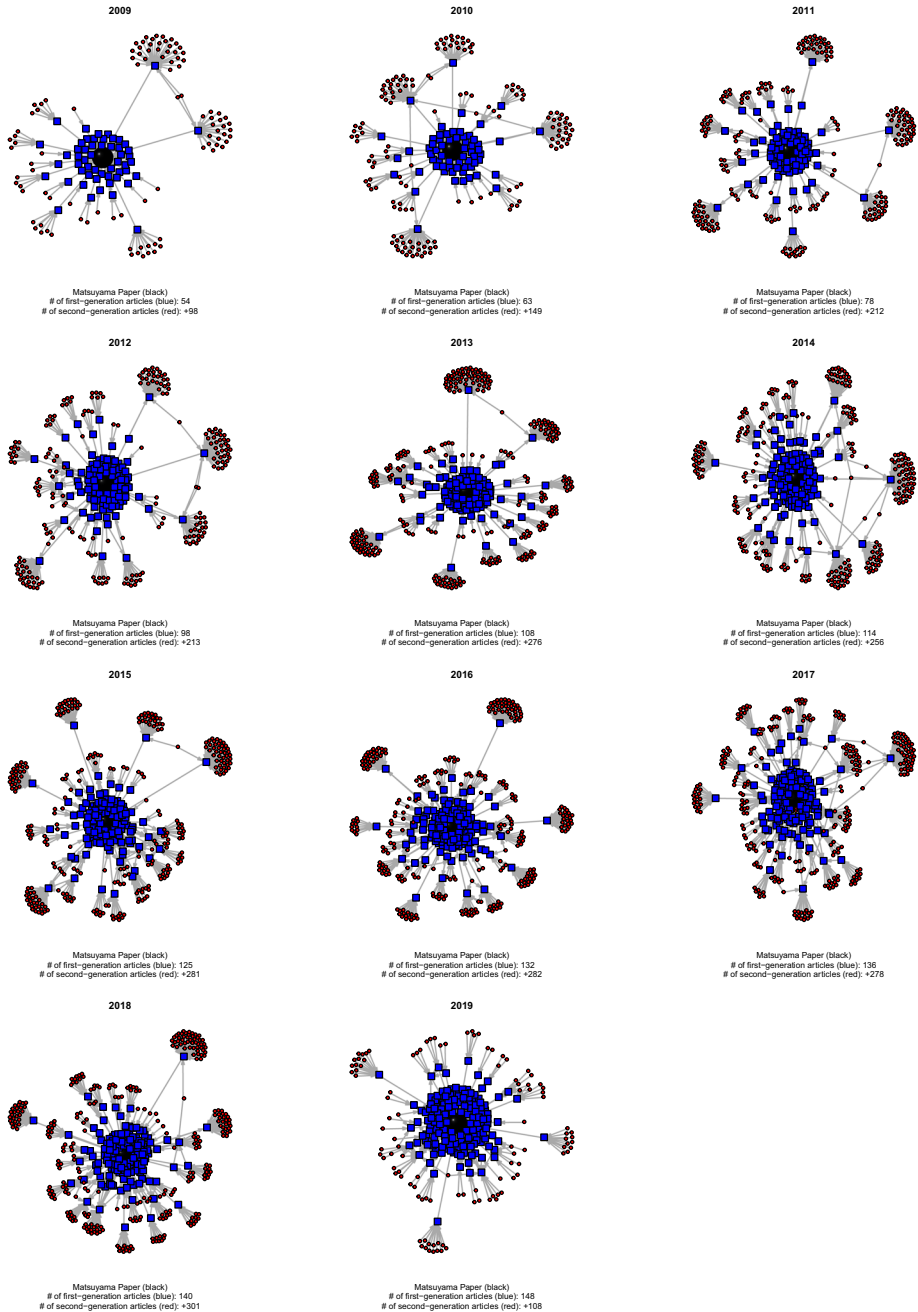 2009
2010
2011
Matsuyama Paper (black)
# of first−generation articles (blue): 54
# of second−generation articles (red): +98
Matsuyama Paper (black)
# of first−generation articles (blue): 63
# of second−generation articles (red): +149
Matsuyama Paper (black)
# of first−generation articles (blue): 78
# of second−generation articles (red): +212
2012
2013
2014
Matsuyama Paper (black)
# of first−generation articles (blue): 98
# of second−generation articles (red): +213
Matsuyama Paper (black)
# of first−generation articles (blue): 108
# of second−generation articles (red): +276
Matsuyama Paper (black)
# of first−generation articles (blue): 114
# of second−generation articles (red): +256
2015
2016
2017
Matsuyama Paper (black)
# of first−generation articles (blue): 125
# of second−generation articles (red): +281
Matsuyama Paper (black)
# of first−generation articles (blue): 132
# of second−generation articles (red): +282
Matsuyama Paper (black)
# of first−generation articles (blue): 136
# of second−generation articles (red): +278
2018
2019
Matsuyama Paper (black)
# of first−generation articles (blue): 140
# of second−generation articles (red): +301
Matsuyama Paper (black)
# of first−generation articles (blue): 148
# of second−generation articles (red): +108